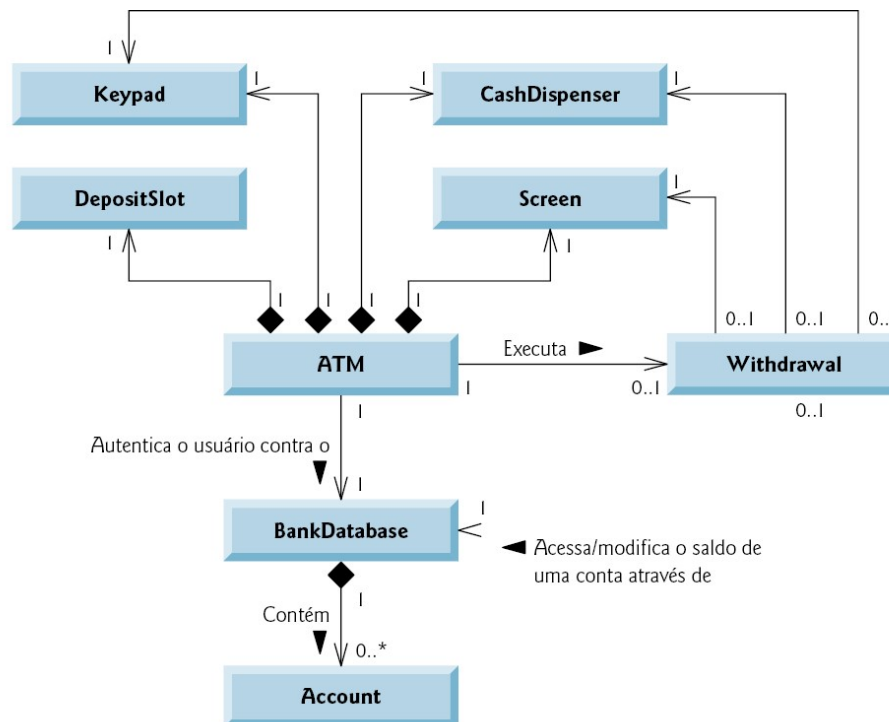 1
1 1 1 1
Keypad CashDispenser
DepositSlot Screen
1 1
1 1 1 1 0..1 0..1 0..
Executa
ATM Withdrawal
1 0..1
1 0..1
Autentica o usuário contra o
1 1
BankDatabase
Acessa/modifica o saldo de
uma conta através de
1
Contém
0..*
Account